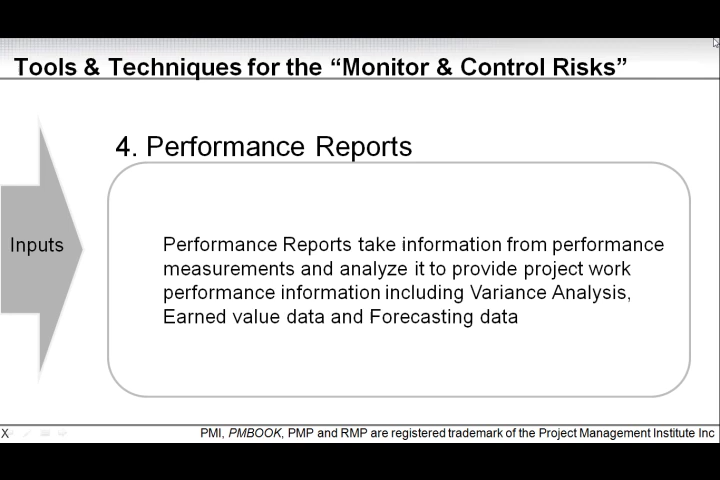 Tools & Techniques for the “Monitor & Control Risks”
4. Performance Reports
Inputs
Performance Reports take information from performance
measurements and analyze it to provide project work
performance information including Variance Analysis,
Earned value data and Forecasting data
X
PMI, PMBOOK, PMP and RMP are registered trademark of the Project Management Institute Inc